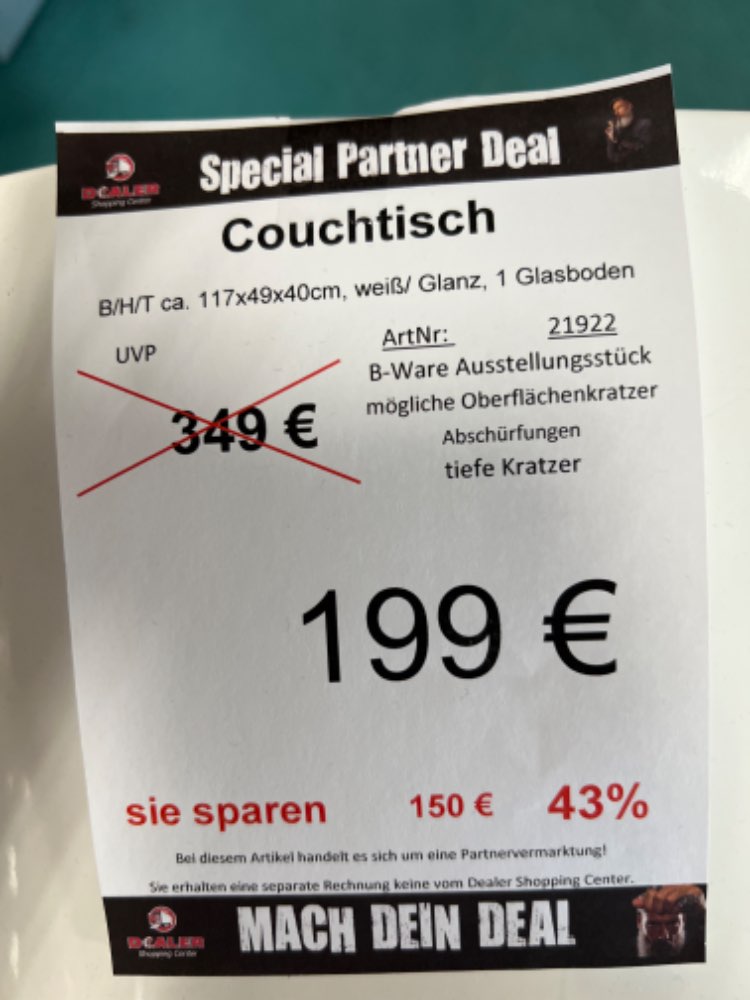 Special Partner Deal
DEALER
Shopping Center
Couchtisch
B/H/T ca. 117x49x40cm, weiß/ Glanz, 1 Glasboden
UVP
349 €
ArtNr: 21922
B-Ware Ausstellungsstück
mögliche Oberflächenkratzer
Abschürfungen
tiefe Kratzer
199 €
sie sparen 150 € 43%
Bei diesem Artikel handelt es sich um eine Partnervermarktung!
Sie erhalten eine separate Rechnung keine vom Dealer Shopping Center.
DEALER
Shopping Center
MACH DEIN DEAL